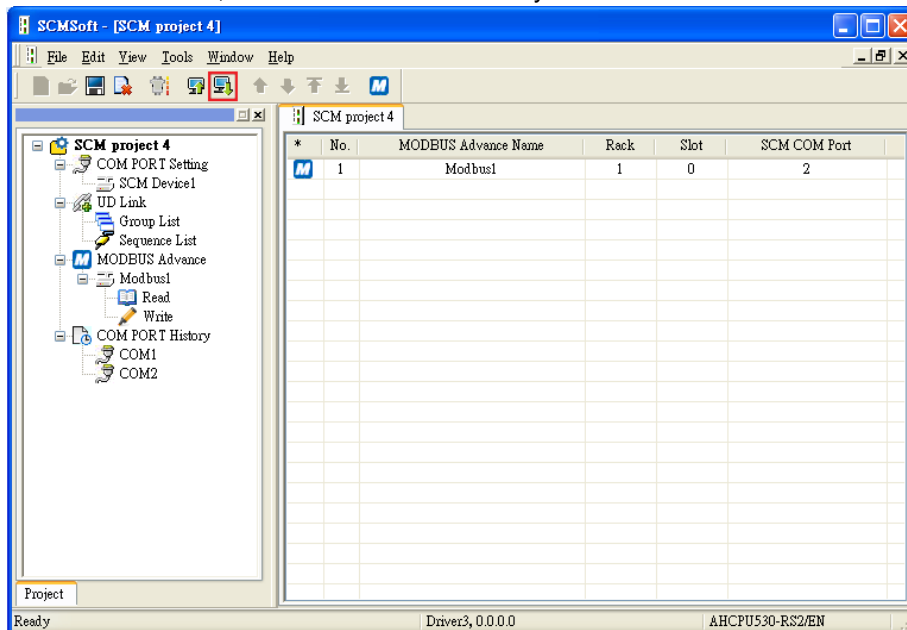 SCMSoft - [SCM project 4]
File Edit View Tools Window Help
SCM project 4
COM PORT Setting
SCM Device1
UD Link
Group List
Sequence List
MODBUS Advance
Modbus1
Read
Write
COM PORT History
COM1
COM2
Project
SCM project 4
* No. MODBUS Advance Name Rack Slot SCM COM Port
1 Modbus1 1 0 2
Ready Driver3, 0.0.0.0 AHCPU530-RS2/EN